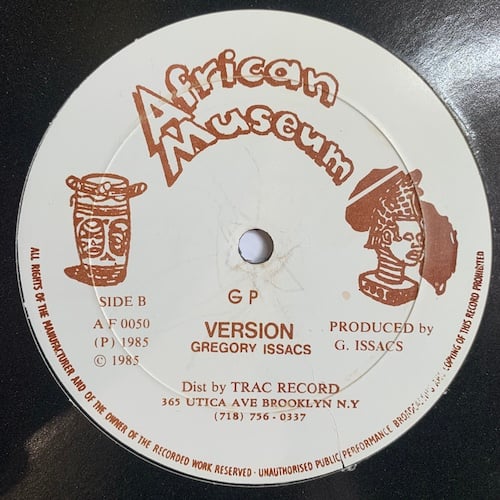 African
Museum
SIDE B
A F 0050
(P) 1985
© 1985
G P
VERSION
GREGORY ISSACS
PRODUCED by
G. ISSACS
Dist by TRAC RECORD
365 UTICA AVE BROOKLYN N.Y
(718) 756 - 0337
ALL RIGHTS OF THE MANUFACTURER AND OF THE OWNER OF THE RECORDED WORK RESERVED - UNAUTHORISED PUBLIC PERFORMANCE BROADCASTING COPYING OF THIS RECORD PROHIBITED